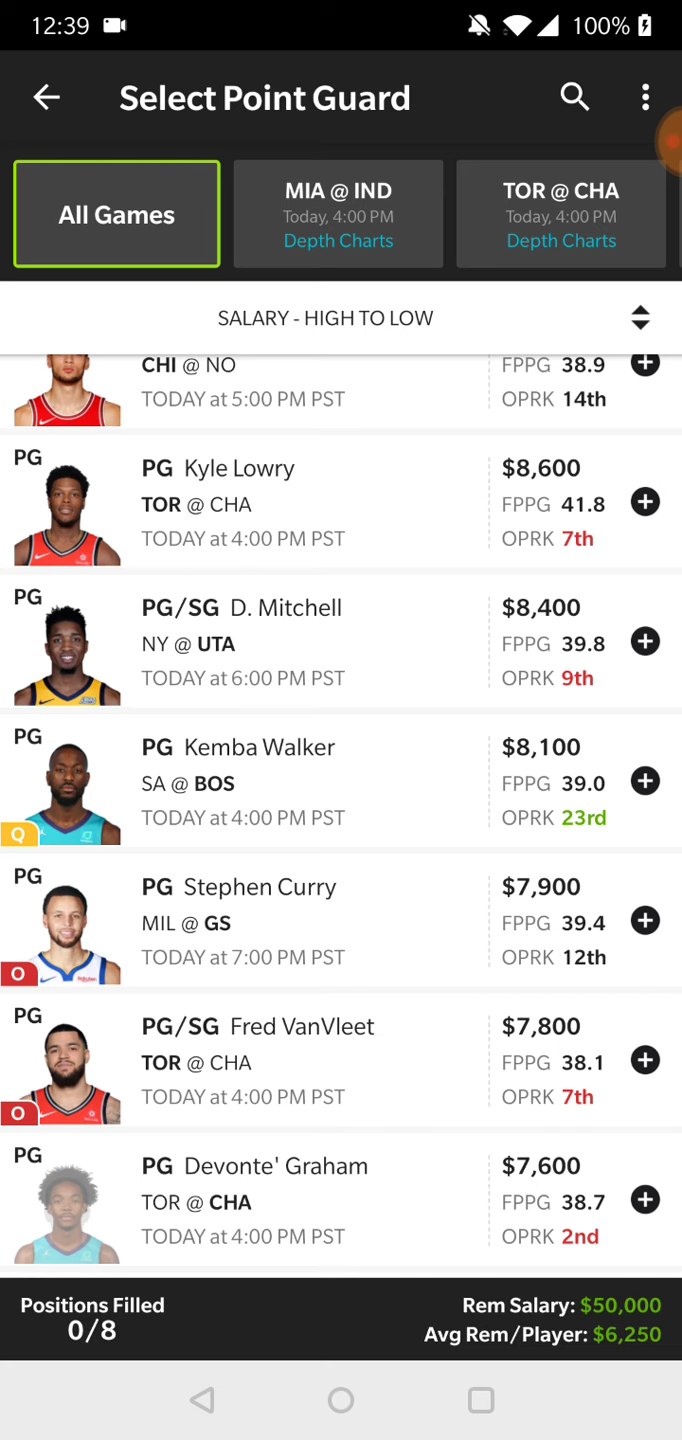 12:39 100%
Select Point Guard
All Games
MIA @ IND
Today, 4:00 PM
Depth Charts
TOR @ CHA
Today, 4:00 PM
Depth Charts
SALARY - HIGH TO LOW
CHI @ NO
TODAY at 5:00 PM PST
FPPG 38.9
OPRK 14th
PG
PG Kyle Lowry
TOR @ CHA
TODAY at 4:00 PM PST
$8,600
FPPG 41.8
OPRK 7th
PG
PG/SG D. Mitchell
NY @ UTA
TODAY at 6:00 PM PST
$8,400
FPPG 39.8
OPRK 9th
PG
Q
PG Kemba Walker
SA @ BOS
TODAY at 4:00 PM PST
$8,100
FPPG 39.0
OPRK 23rd
PG
O
PG Stephen Curry
MIL @ GS
TODAY at 7:00 PM PST
$7,900
FPPG 39.4
OPRK 12th
PG
O
PG/SG Fred VanVleet
TOR @ CHA
TODAY at 4:00 PM PST
$7,800
FPPG 38.1
OPRK 7th
PG
PG Devonte' Graham
TOR @ CHA
TODAY at 4:00 PM PST
$7,600
FPPG 38.7
OPRK 2nd
Positions Filled
0/8
Rem Salary: $50,000
Avg Rem/Player: $6,250